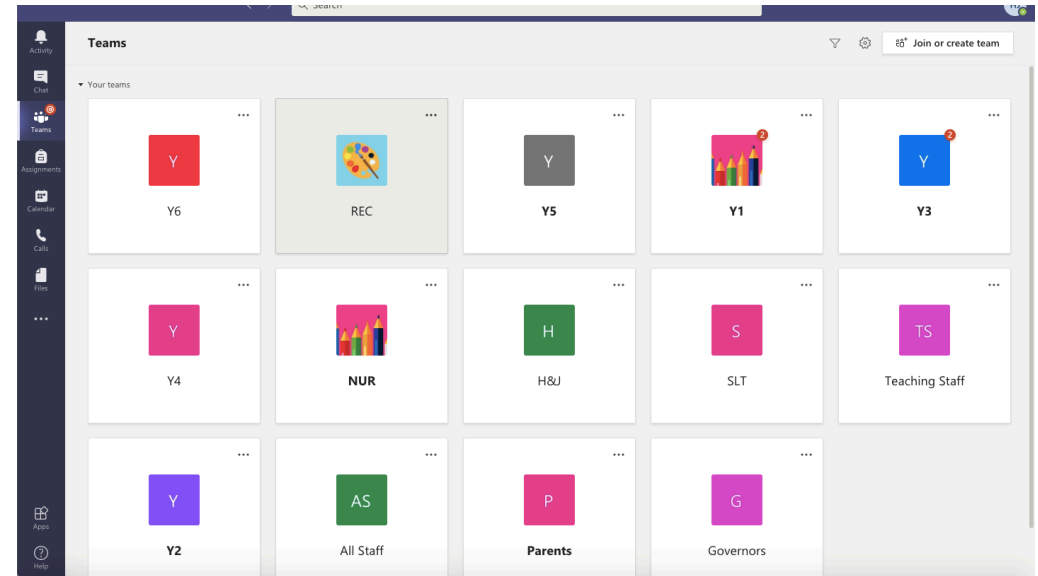 Search
Activity
Teams
Join or create team
Chat
Your teams
Teams
Y
Y6
REC
Y
Y5
2
Y1
2
Y
Y3
Assignments
Calendar
Calls
Files
Y
Y4
NUR
H
H&J
S
SLT
TS
Teaching Staff
Y
Y2
AS
All Staff
P
Parents
G
Governors
Apps
?
Help